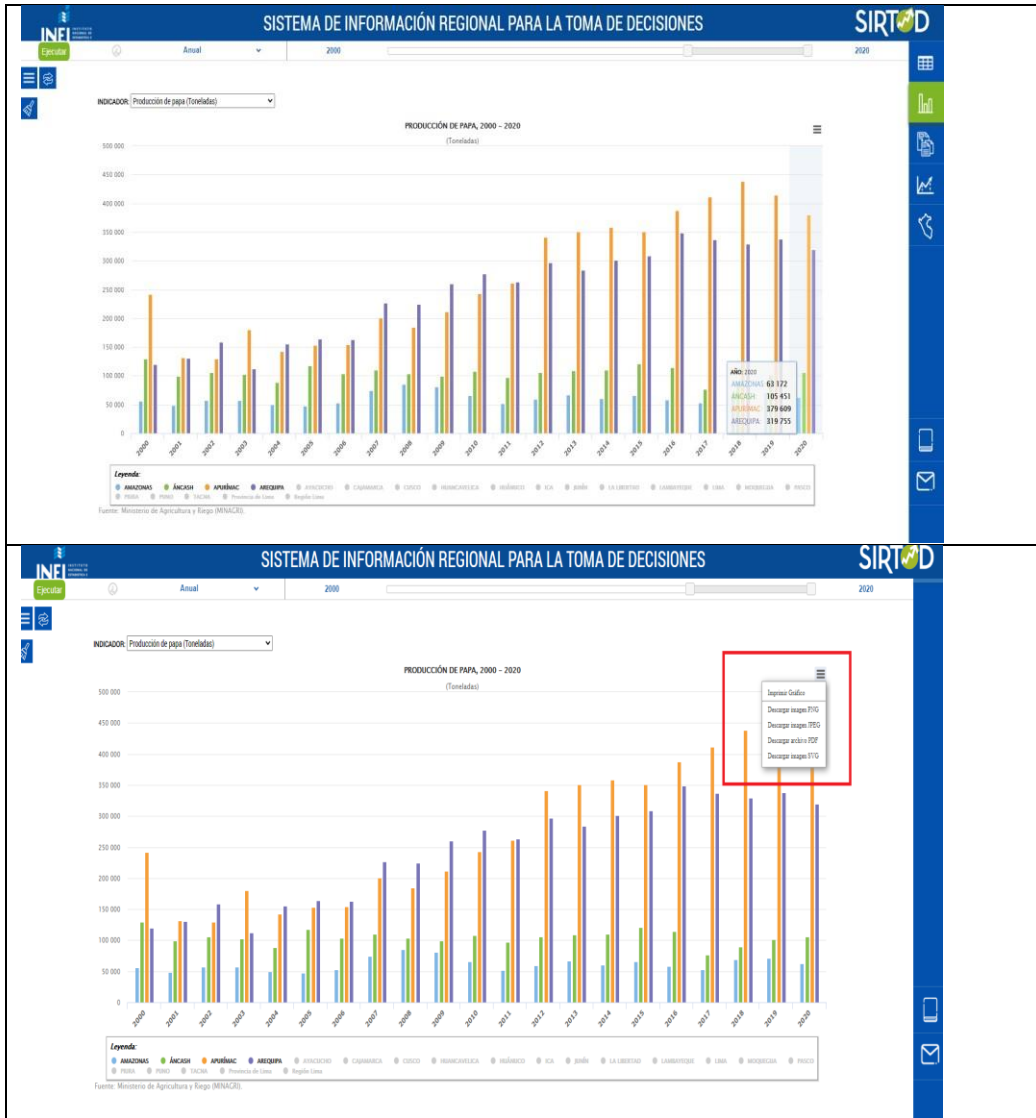 SISTEMA DE INFORMACIÓN REGIONAL PARA LA TOMA DE DECISIONES
SIRTOD
INEI
INSTITUTO
NACIONAL DE
Ejecutar
Anual
2000
2020
INDICADOR: Producción de papa (Toneladas)
PRODUCCIÓN DE PAPA, 2000 – 2020
(Toneladas)
500 000
450 000
400 000
350 000
300 000
250 000
200 000
150 000
100 000
50 000
0
AÑO: 2020
AMAZONAS: 63 172
ÁNCASH: 105 451
APURÍMAC: 379 609
AREQUIPA: 319 755
2000 2001 2002 2003 2004 2005 2006 2007 2008 2009 2010 2011 2012 2013 2014 2015 2016 2017 2018 2019 2020
Leyenda:
AMAZONAS ÁNCASH APURÍMAC AREQUIPA AYACUCHO CAJAMARCA CUSCO HUANCAVELICA HUÁNUCO ICA JUNÍN LA LIBERTAD LAMBAYEQUE LIMA MOQUEGUA PASCO
PIURA PUNO TACNA Provincia de Lima Región Lima
Fuente: Ministerio de Agricultura y Riego (MINAGRI).
SISTEMA DE INFORMACIÓN REGIONAL PARA LA TOMA DE DECISIONES
SIRTOD
INEI
INSTITUTO
NACIONAL DE
Ejecutar
Anual
2000
2020
INDICADOR: Producción de papa (Toneladas)
PRODUCCIÓN DE PAPA, 2000 – 2020
(Toneladas)
Imprimir Gráfico
Descargar imagen PNG
Descargar imagen JPEG
Descargar archivo PDF
Descargar imagen SVG
500 000
450 000
400 000
350 000
300 000
250 000
200 000
150 000
100 000
50 000
0
2000 2001 2002 2003 2004 2005 2006 2007 2008 2009 2010 2011 2012 2013 2014 2015 2016 2017 2018 2019 2020
Leyenda:
AMAZONAS ÁNCASH APURÍMAC AREQUIPA AYACUCHO CAJAMARCA CUSCO HUANCAVELICA HUÁNUCO ICA JUNÍN LA LIBERTAD LAMBAYEQUE LIMA MOQUEGUA PASCO
PIURA PUNO TACNA Provincia de Lima Región Lima
Fuente: Ministerio de Agricultura y Riego (MINAGRI).